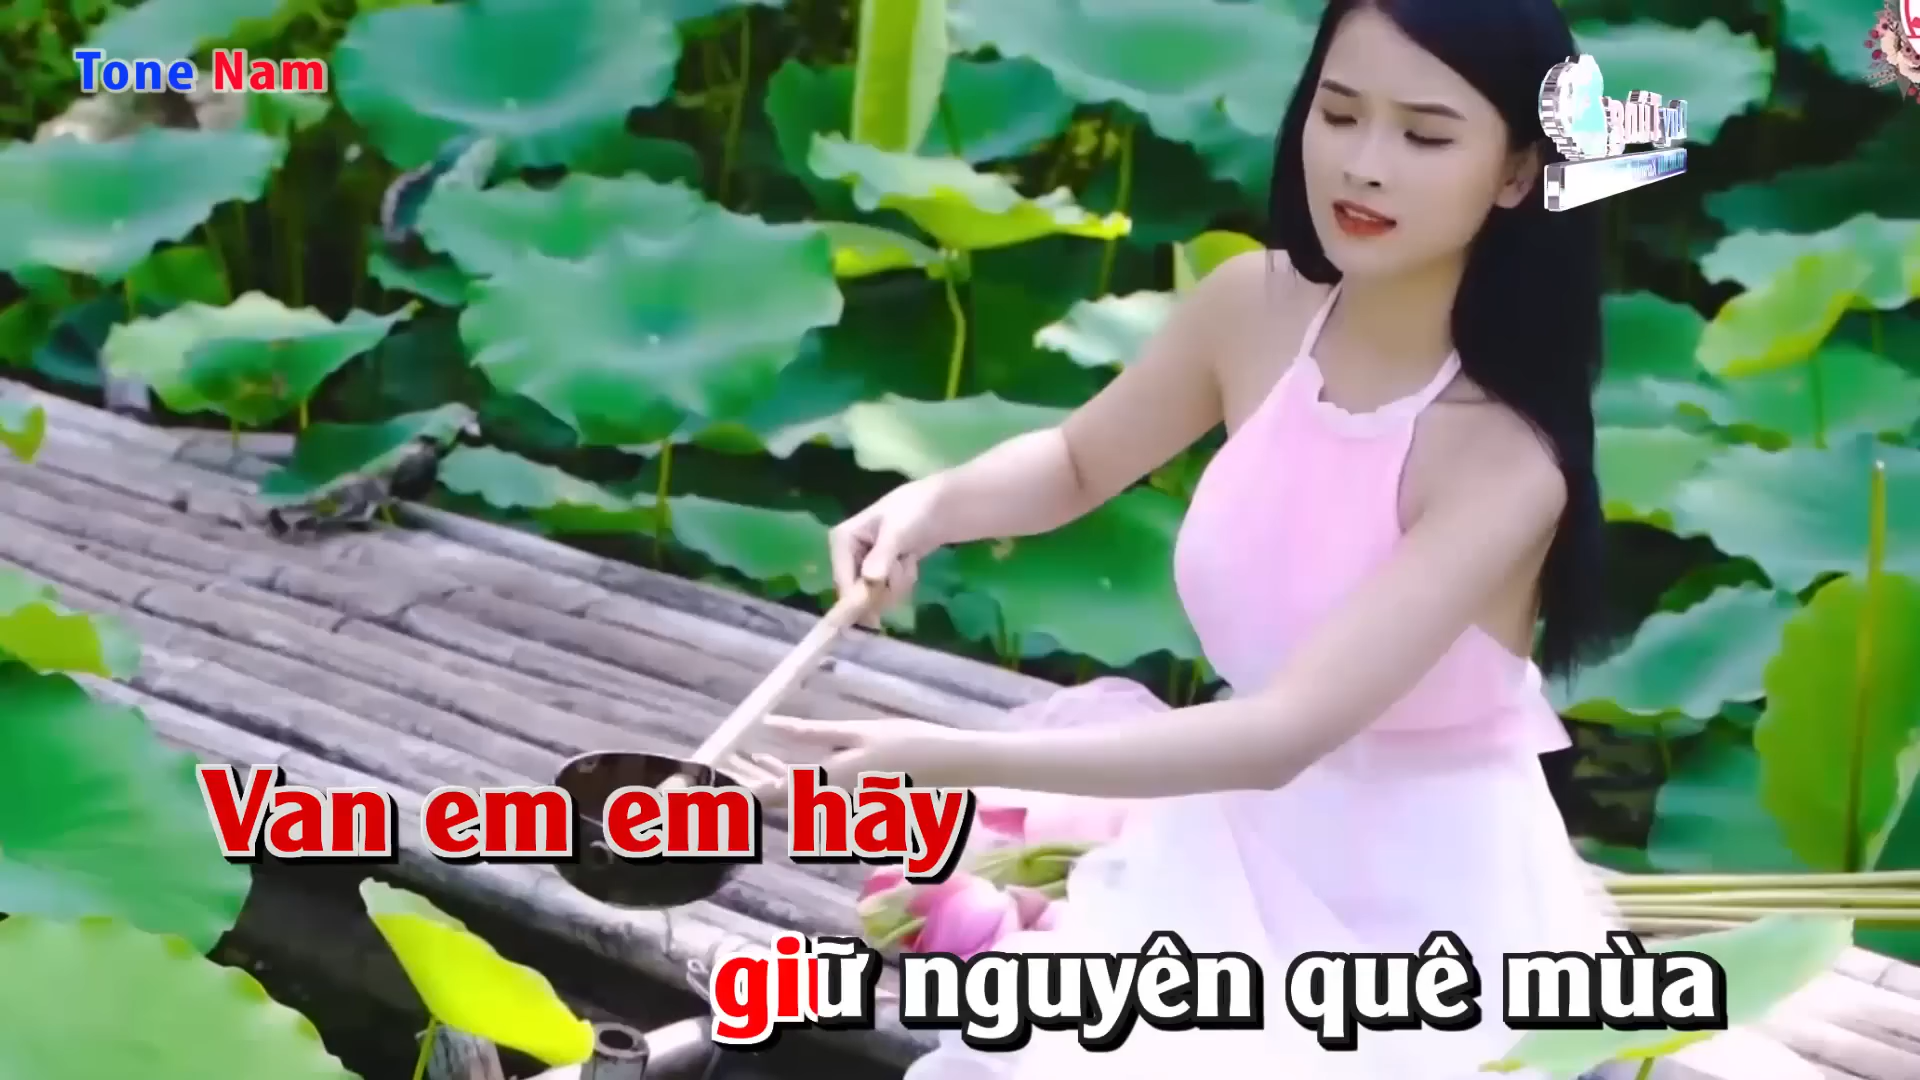 Tone Nam
Van em em hãy
giữ nguyên quê mùa